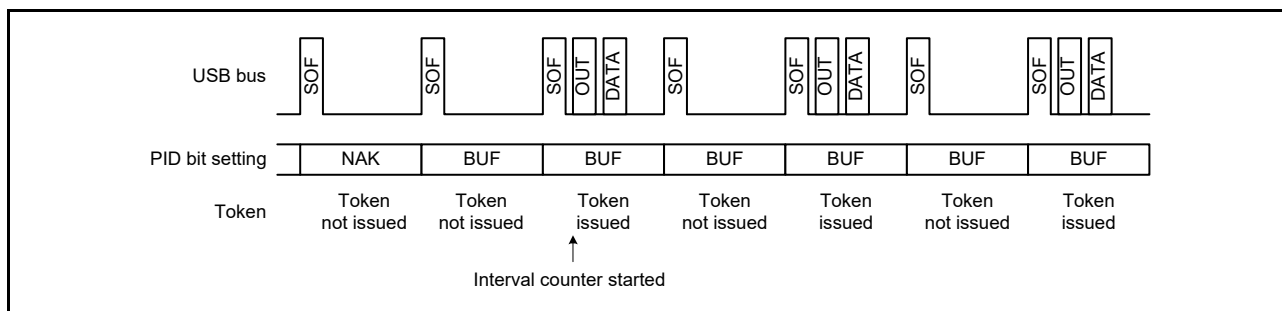 USB bus
SOF
SOF
SOF OUT DATA
SOF
SOF OUT DATA
SOF
SOF OUT DATA
PID bit setting NAK BUF BUF BUF BUF BUF BUF
Token Token Token Token Token Token Token Token
not issued not issued issued not issued issued not issued issued
Interval counter started